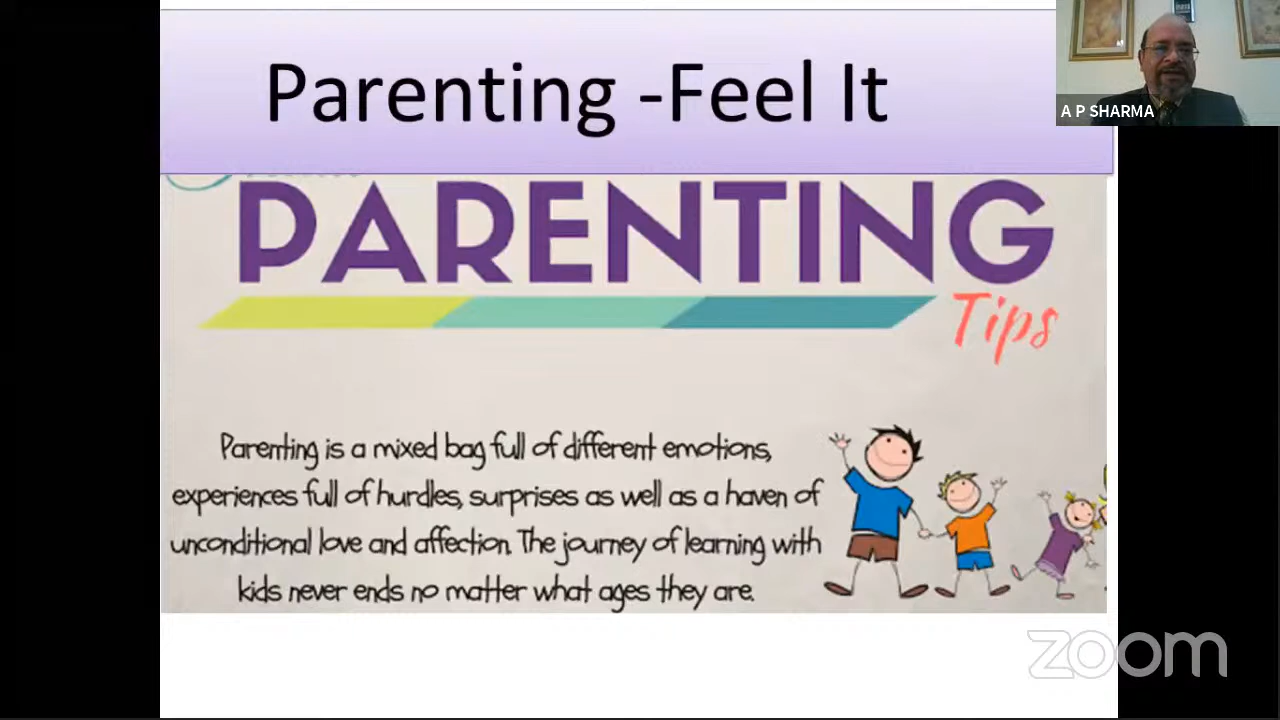 Parenting -Feel It
A P SHARMA
PARENTING
Tips
Parenting is a mixed bag full of different emotions,
experiences full of hurdles, surprises as well as a haven of
unconditional love and affection. The journey of learning with
kids never ends no matter what ages they are.
zoom